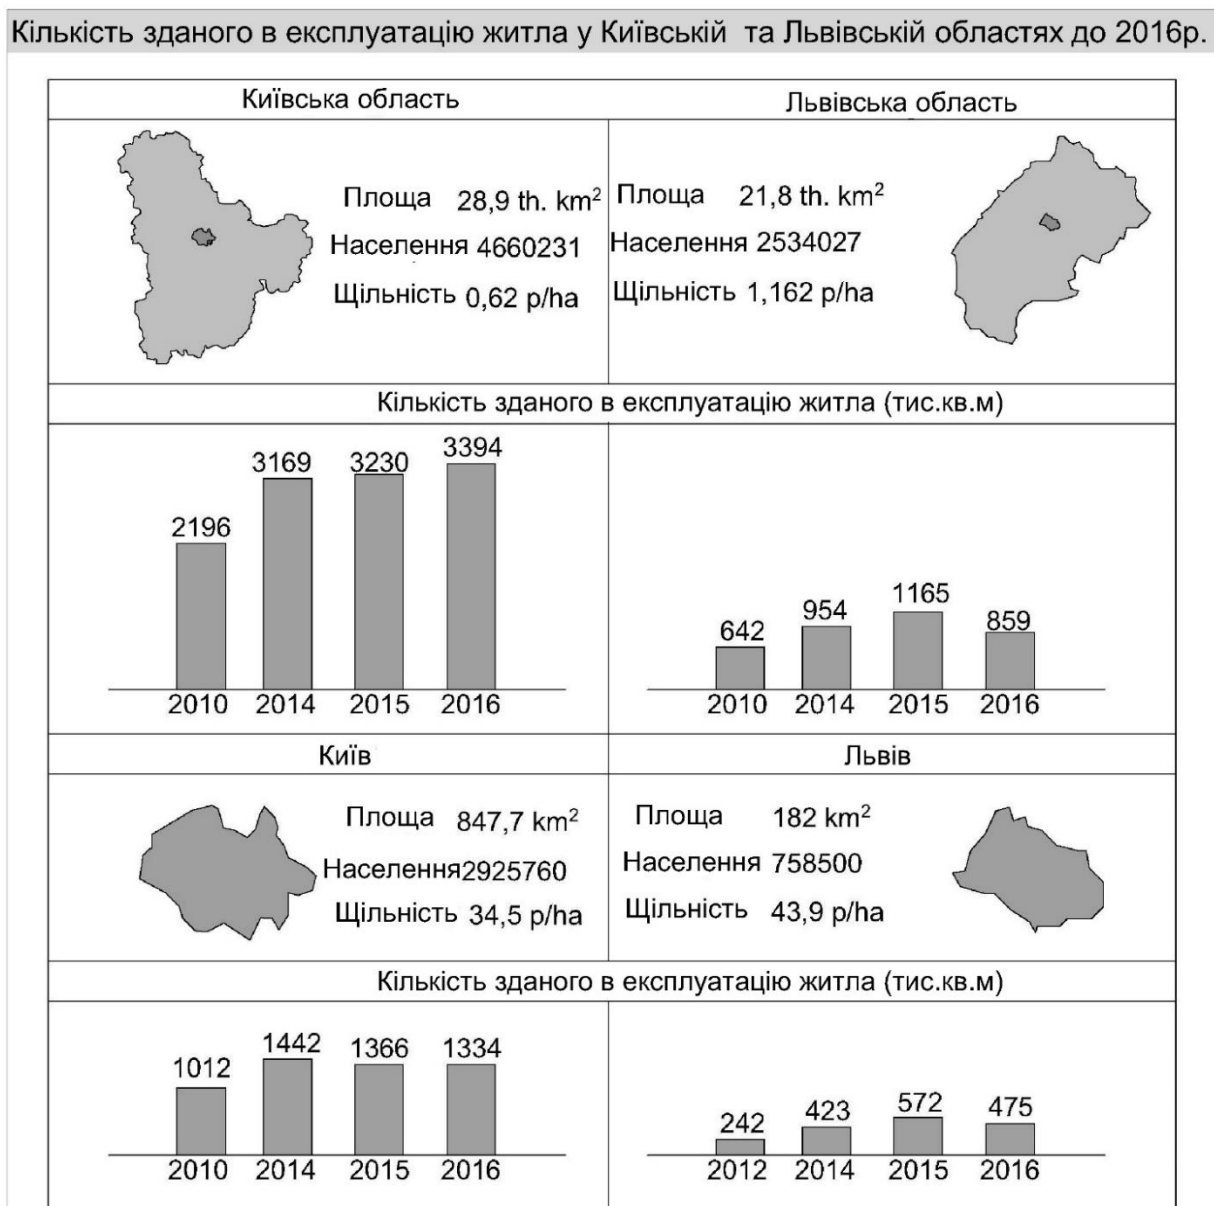 Кількість зданого в експлуатацію житла у Київській та Львівській областях до 2016р.
Київська область
Львівська область
Площа 28,9 th. km²
Населення 4660231
Щільність 0,62 p/ha
Площа 21,8 th. km²
Населення 2534027
Щільність 1,162 p/ha
Кількість зданого в експлуатацію житла (тис.кв.м)
2196 3169 3230 3394
2010 2014 2015 2016
642 954 1165 859
2010 2014 2015 2016
Київ
Львів
Площа 847,7 km²
Населення2925760
Щільність 34,5 p/ha
Площа 182 km²
Населення 758500
Щільність 43,9 p/ha
Кількість зданого в експлуатацію житла (тис.кв.м)
1012 1442 1366 1334
2010 2014 2015 2016
242 423 572 475
2012 2014 2015 2016